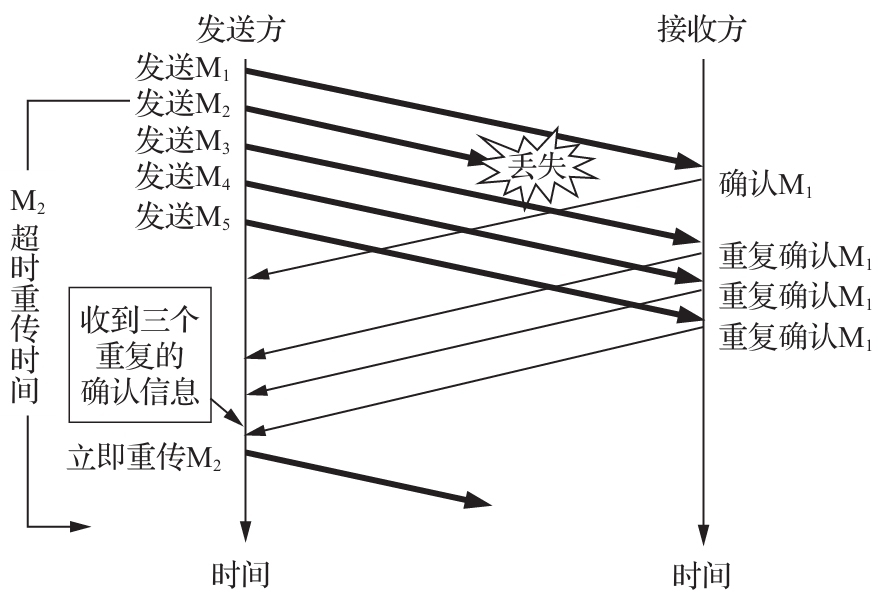 发送方
接收方
发送M₁
发送M₂
发送M₃
发送M₄
发送M₅
丢失
确认M₁
重复确认M₁
重复确认M₁
重复确认M₁
M₂超时重传时间
收到三个
重复的
确认信息
立即重传M₂
时间
时间